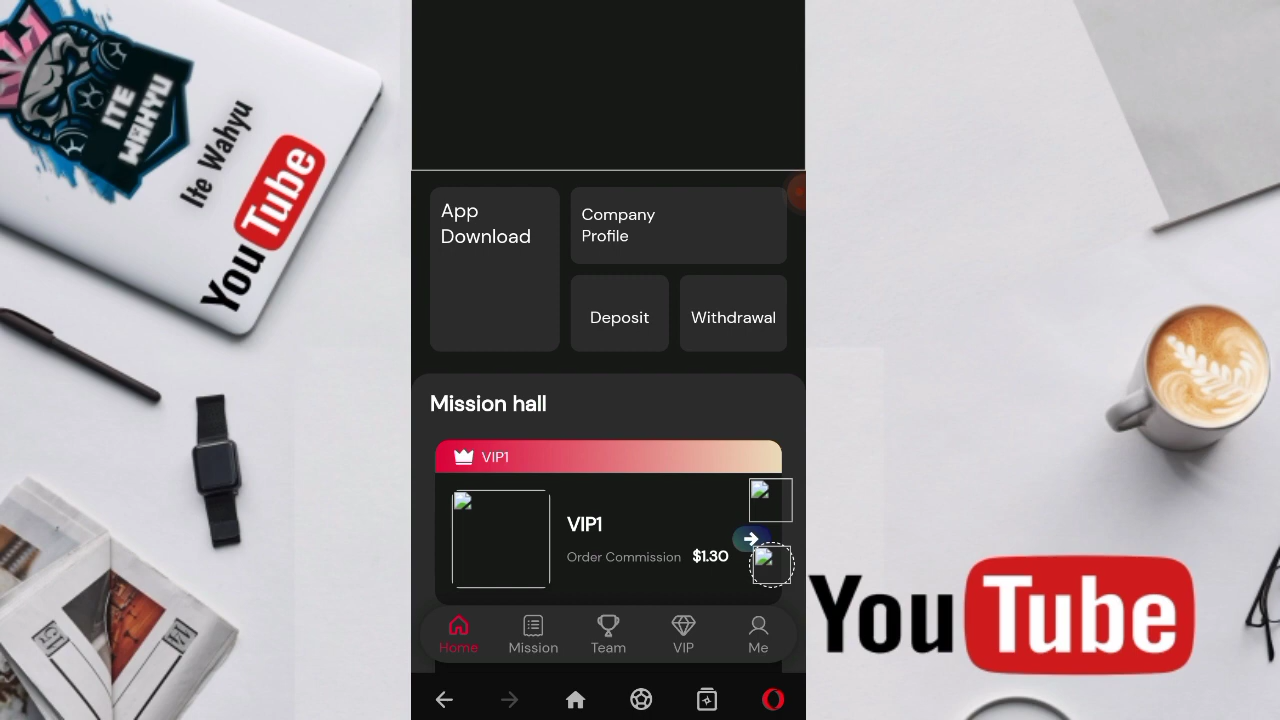 ITE
WAHYU
Ite Wahyu
YouTube
App
Download
Company
Profile
Deposit
Withdrawal
Mission hall
VIP1
VIP1
Order Commission $1.30
Home
Mission
Team
VIP
Me
YouTube